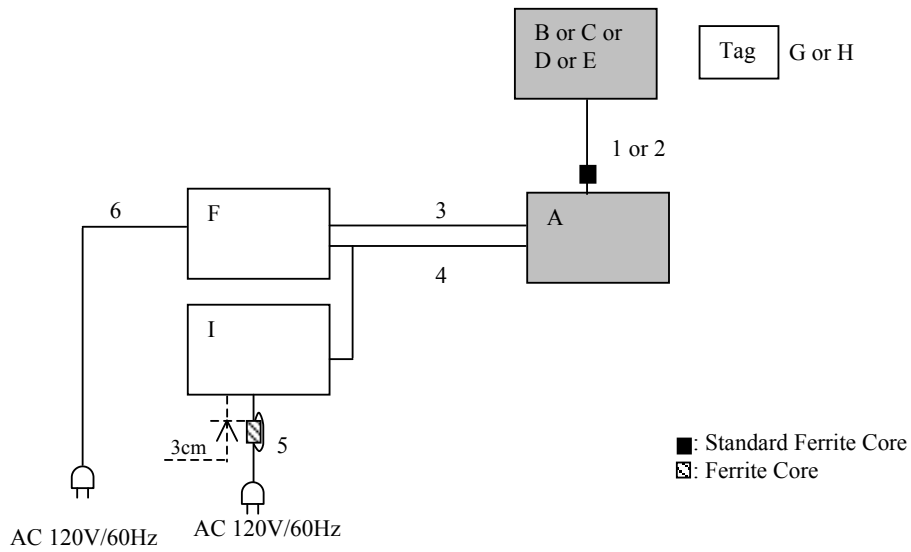 B or C or
D or E
Tag
G or H
1 or 2
6
F
3
A
4
I
3cm
5
■: Standard Ferrite Core
▨: Ferrite Core
AC 120V/60Hz
AC 120V/60Hz